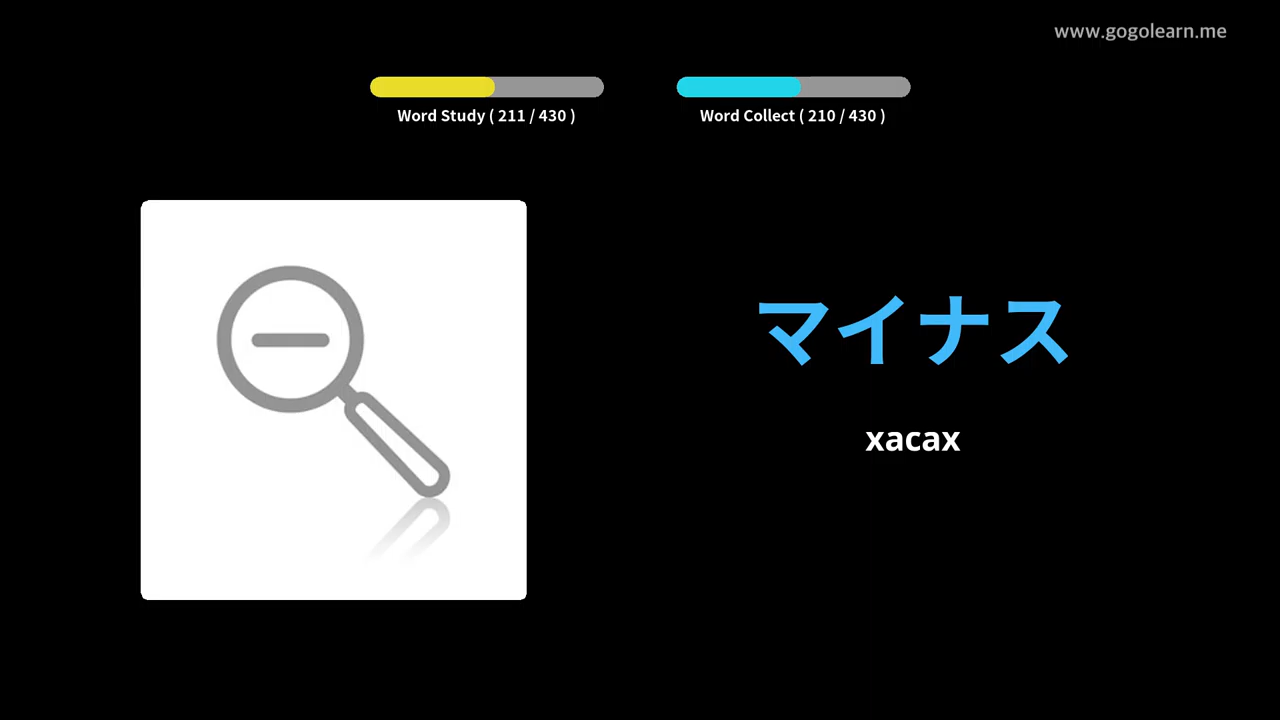 www.gogolearn.me
Word Study ( 211 / 430 )
Word Collect ( 210 / 430 )
マイナス
xacax